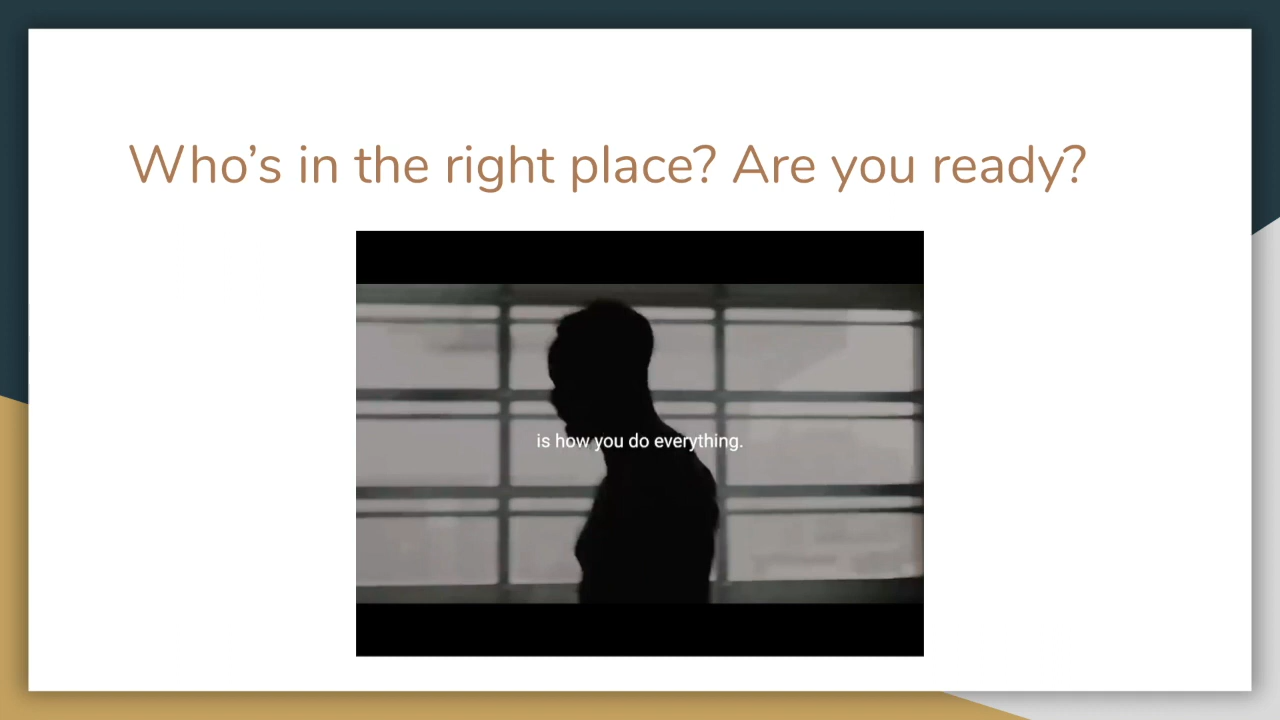 Who’s in the right place? Are you ready?
is how you do everything.